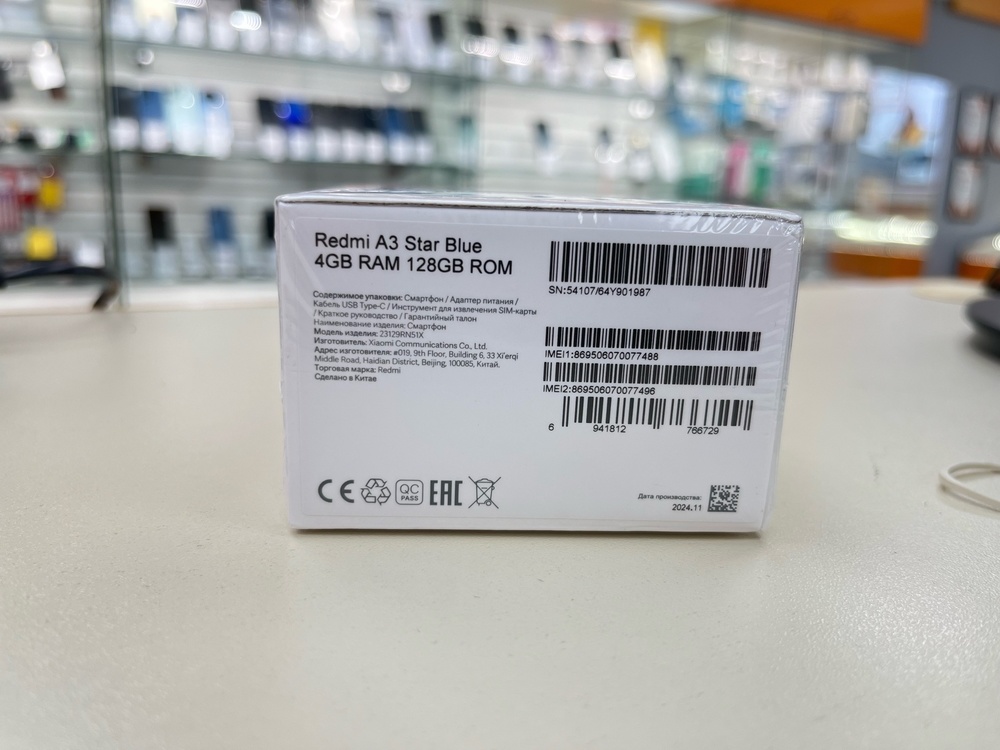 Redmi A3 Star Blue
4GB RAM 128GB ROM
Содержимое упаковки: Смартфон / Адаптер питания /
Кабель USB Type-C / Инструмент для извлечения SIM-карты
/ Краткое руководство / Гарантийный талон
Наименование изделия: Смартфон
Модель изделия: 23129RN51X
Изготовитель: Xiaomi Communications Co., Ltd.
Адрес изготовителя: #019, 9th Floor, Building 6, 33 Xi'erqi
Middle Road, Haidian District, Beijing, 100085, Китай.
Торговая марка: Redmi
Сделано в Китае
SN:54107/64Y901987
IMEI1:869506070077488
IMEI2:869506070077496
6 941812 766729
CE QC PASS EAC
Дата производства:
2024.11